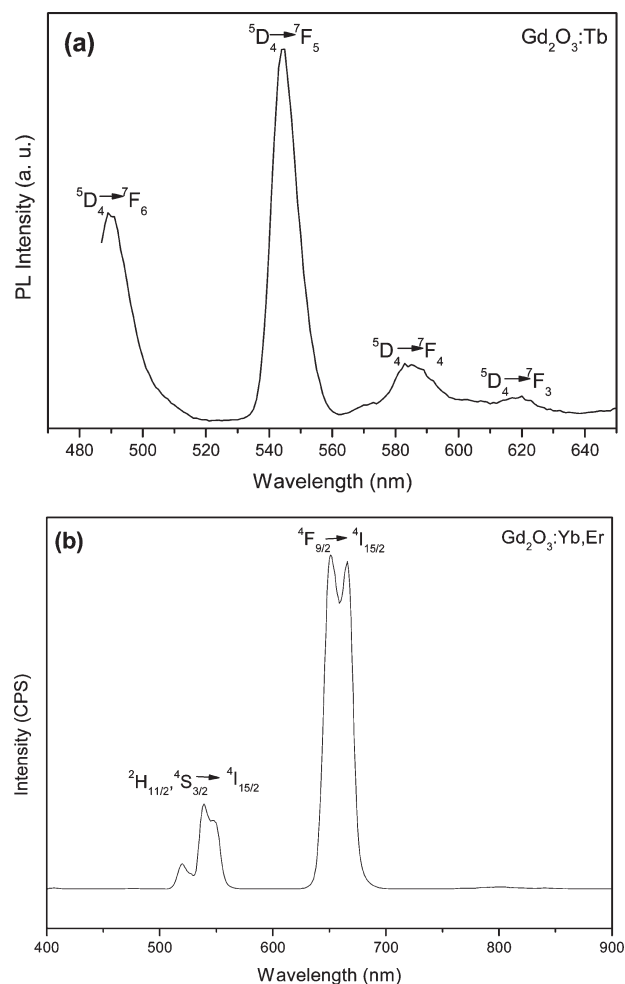 (a)
Gd₂O₃:Tb
⁵D₄→⁷F₅
⁵D₄→⁷F₆
⁵D₄→⁷F₄
⁵D₄→⁷F₃
PL Intensity (a. u.)
480 500 520 540 560 580 600 620 640
Wavelength (nm)
(b)
⁴F₉/₂→⁴I₁₅/₂
Gd₂O₃:Yb,Er
²H₁₁/₂,⁴S₃/₂→⁴I₁₅/₂
Intensity (CPS)
400 500 600 700 800 900
Wavelength (nm)